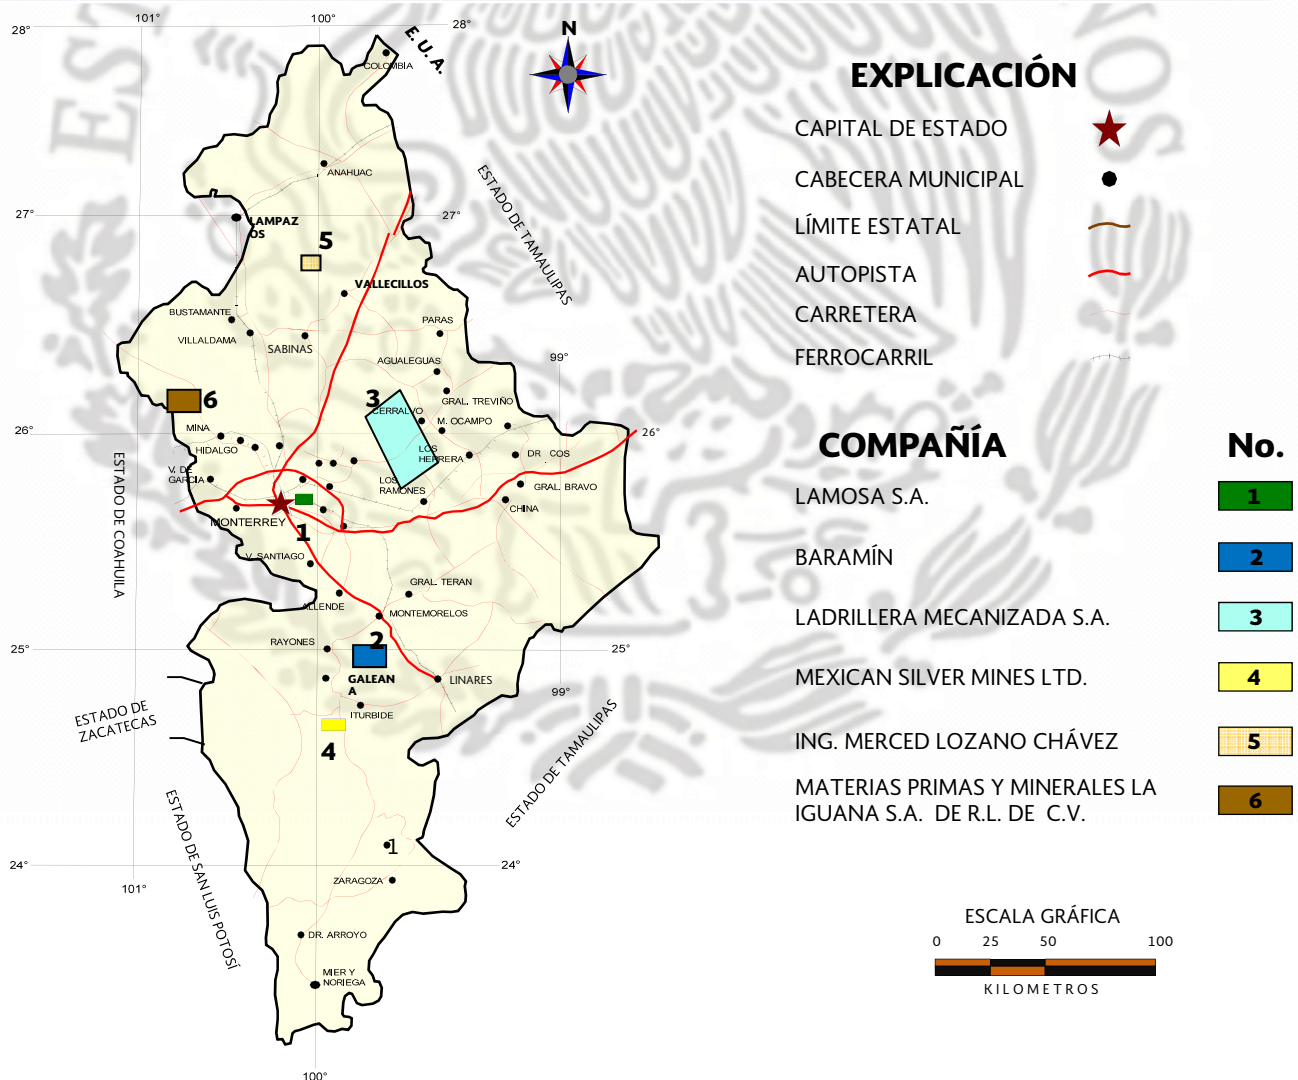 101°
100°
28°
28°
E. U. A.
N
COLOMBIA
ANAHUAC
27°
27°
LAMPAZ
OS
5
VALLECILLOS
ESTADO DE TAMAULIPAS
BUSTAMANTE
VILLALDAMA
SABINAS
PARAS
AGUALEGUAS
99°
6
3
GRAL. TREVIÑO
CERRALVO
M. OCAMPO
26°
26°
MINA
HIDALGO
LOS
HERRERA
DR COS
V. DE
GARCIA
LOS
RAMONES
GRAL. BRAVO
CHINA
MONTERREY
1
ESTADO DE COAHUILA
V. SANTIAGO
GRAL. TERAN
ALLENDE
MONTEMORELOS
RAYONES
2
25°
25°
GALEAN
A
LINARES
99°
ITURBIDE
4
ESTADO DE
ZACATECAS
ESTADO DE TAMAULIPAS
ESTADO DE SAN LUIS POTOSÍ
1
24°
24°
101°
ZARAGOZA
DR. ARROYO
MIER Y
NORIEGA
100°
EXPLICACIÓN
CAPITAL DE ESTADO
CABECERA MUNICIPAL
LÍMITE ESTATAL
AUTOPISTA
CARRETERA
FERROCARRIL
COMPAÑÍA No.
LAMOSA S.A. 1
BARAMÍN 2
LADRILLERA MECANIZADA S.A. 3
MEXICAN SILVER MINES LTD. 4
ING. MERCED LOZANO CHÁVEZ 5
MATERIAS PRIMAS Y MINERALES LA
IGUANA S.A. DE R.L. DE C.V. 6
ESCALA GRÁFICA
0 25 50 100
KILOMETROS